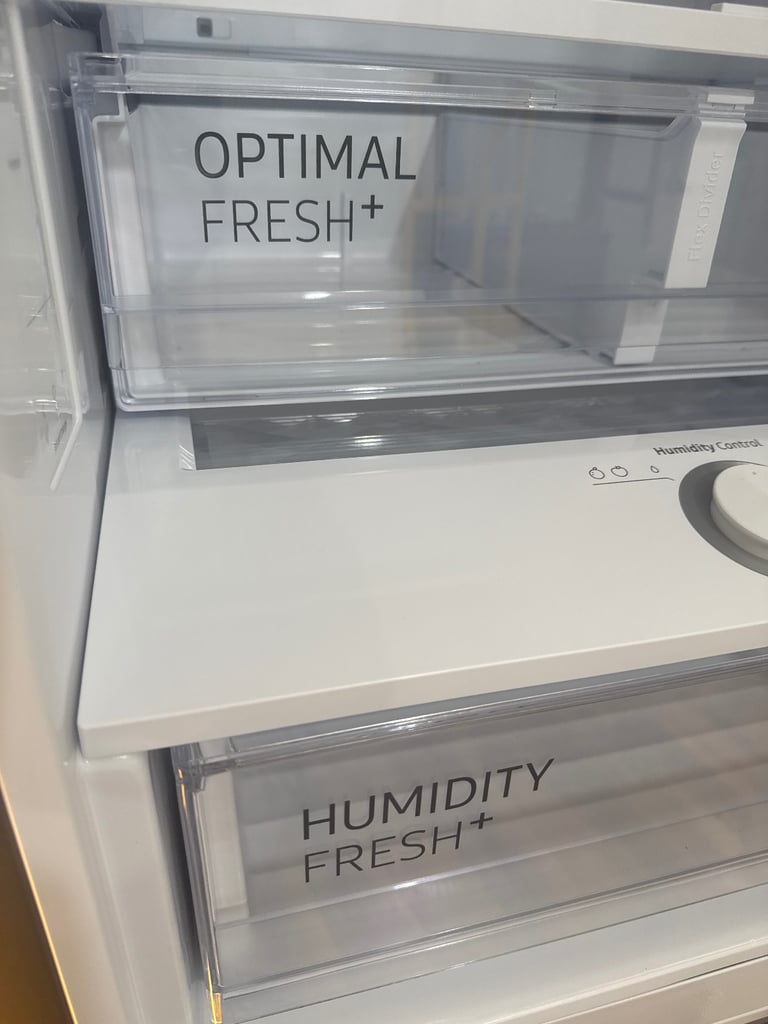 OPTIMAL
FRESH+
Flex Divider
Humidity Control
HUMIDITY
FRESH+